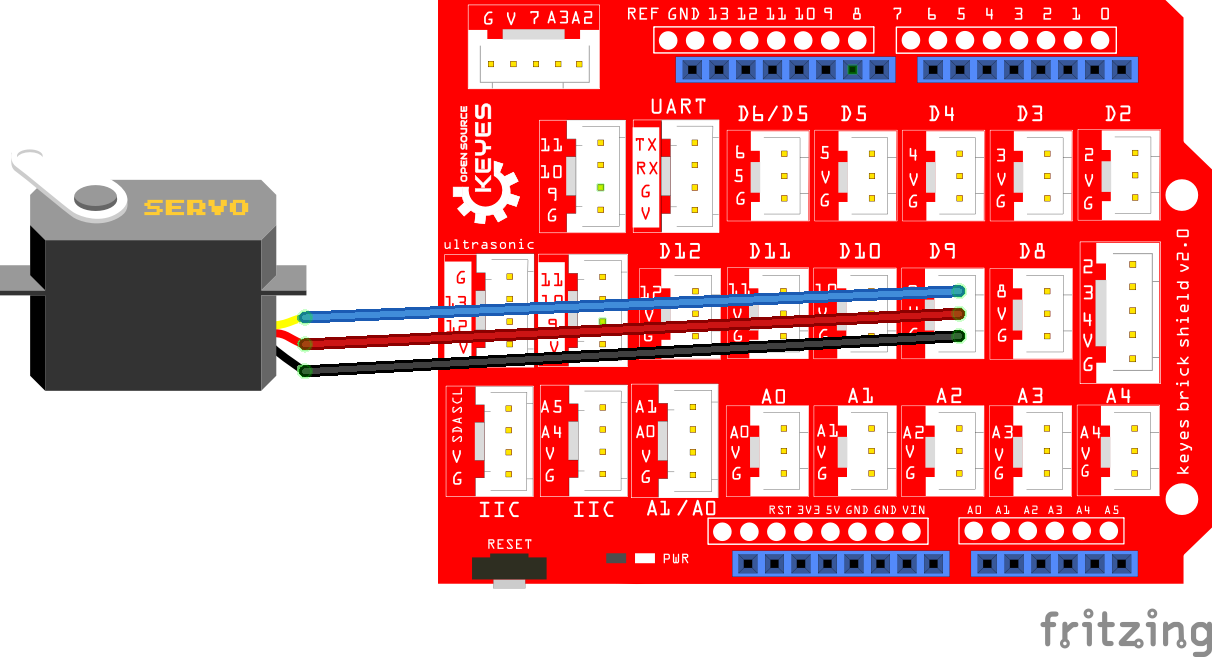 G V 7 A3A2
REF GND 13 12 11 10 9 8 7 6 5 4 3 2 1 0
OPEN SOURCE
KEYES
UART
D6/D5 D5 D4 D3 D2
11
10
9
G
TX
RX
G
V
6
5
G
5
V
G
4
V
G
3
V
G
2
V
G
SERVO
ultrasonic
D12 D11 D10 D9 D8
G
13
12
V
11
10
9
V
12
V
G
11
G
10
8
V
G
2
3
4
V
G
keyes brick shield v2.0
A0 A1 A2 A3 A4
SCL
SDA
V
G
A5
A4
V
G
A1
A0
V
G
A0
V
G
A1
V
G
A2
V
G
A3
V
G
A4
V
G
IIC IIC A1/A0
RST 3V3 5V GND GND VIN
A0 A1 A2 A3 A4 A5
RESET
PWR
fritzing